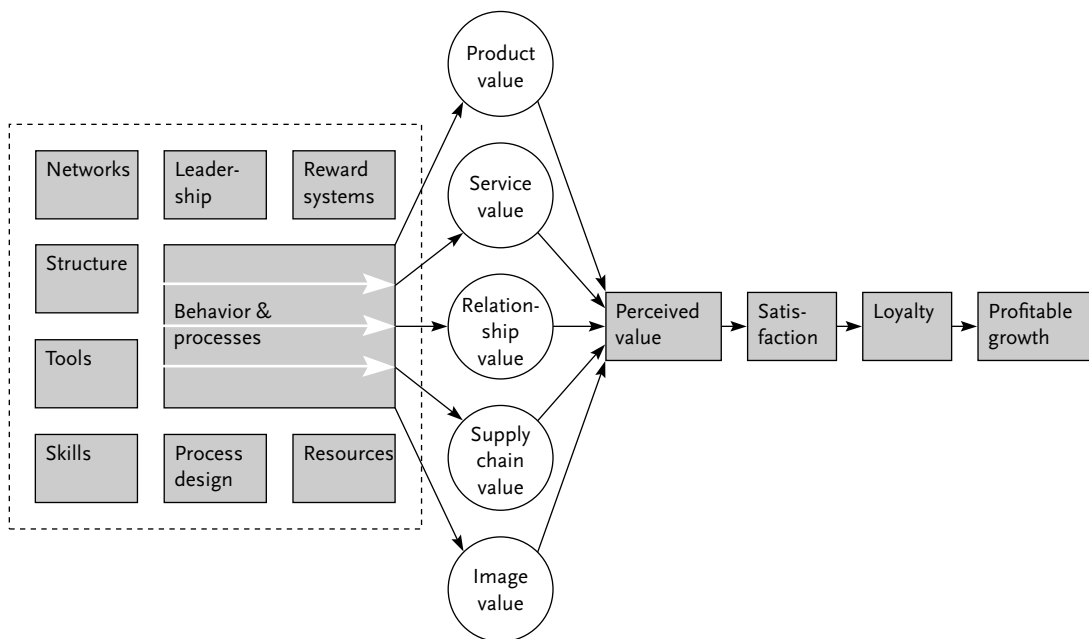 Product
value
Networks
Leader-
ship
Reward
systems
Service
value
Structure
Behavior &
processes
Relation-
ship value
Perceived
value
Satis-
faction
Loyalty
Profitable
growth
Tools
Skills
Process
design
Resources
Supply
chain
value
Image
value